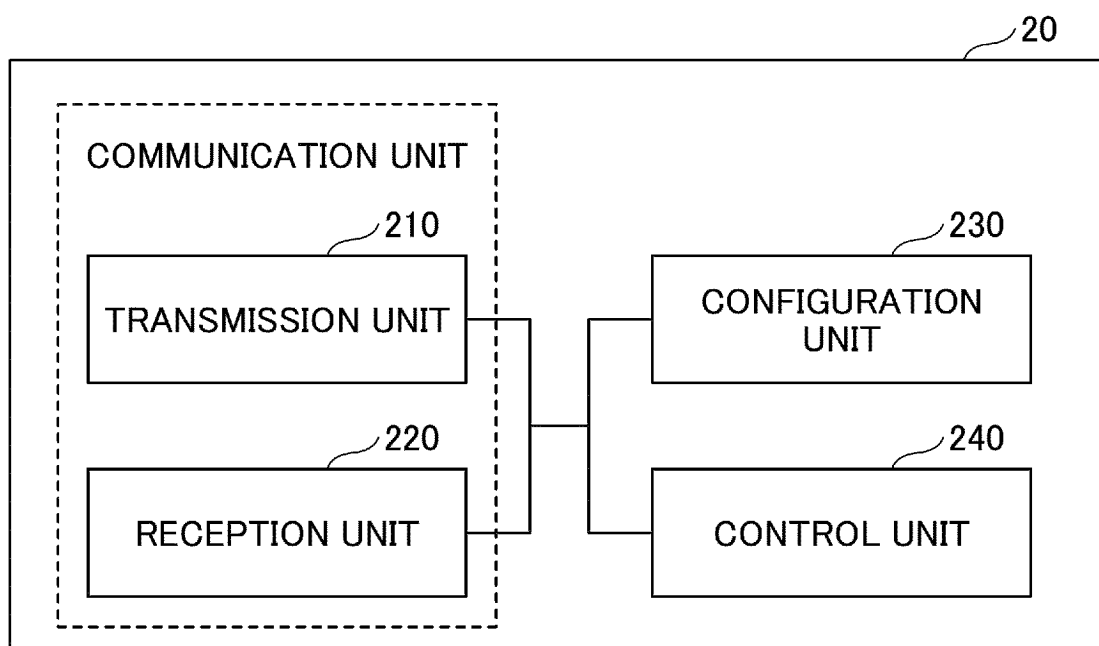 20
COMMUNICATION UNIT
210
TRANSMISSION UNIT
220
RECEPTION UNIT
230
CONFIGURATION
UNIT
240
CONTROL UNIT